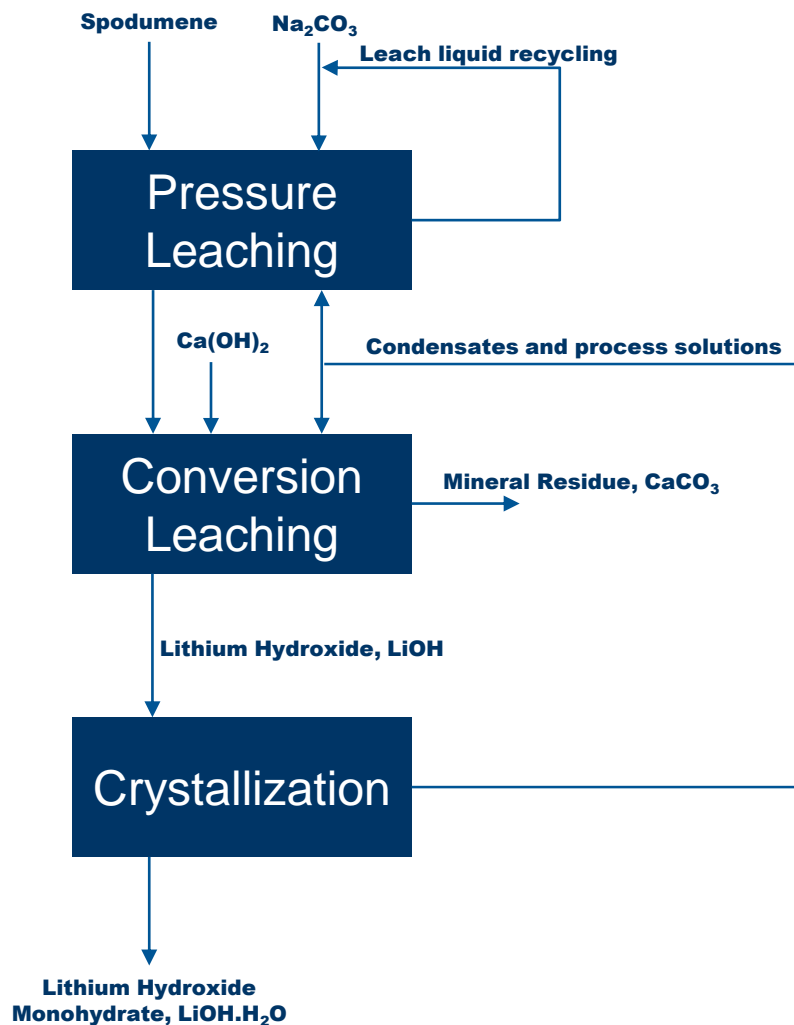 Spodumene
Na₂CO₃
Leach liquid recycling
Pressure
Leaching
Ca(OH)₂
Condensates and process solutions
Conversion
Leaching
Mineral Residue, CaCO₃
Lithium Hydroxide, LiOH
Crystallization
Lithium Hydroxide
Monohydrate, LiOH.H₂O